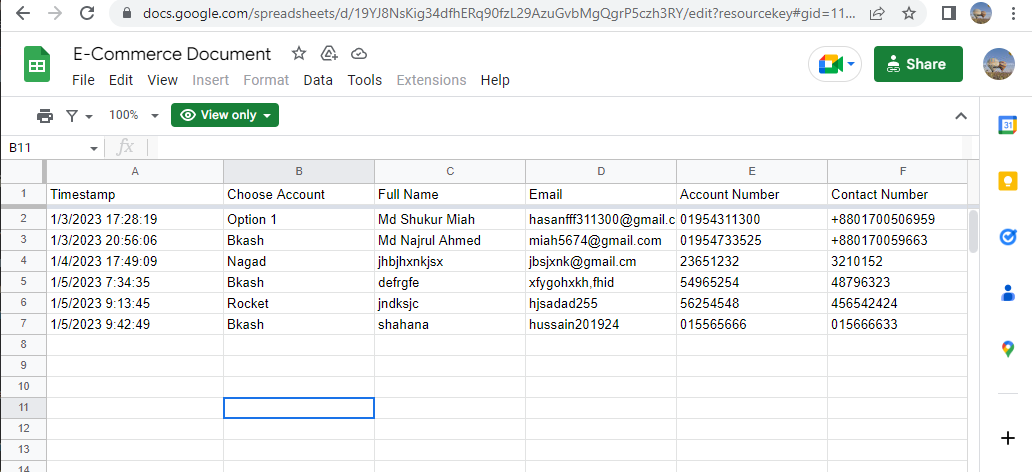 docs.google.com/spreadsheets/d/19YJ8NsKig34dfhERq90fzL29AzuGvbMgQgrP5czh3RY/edit?resourcekey#gid=11...
E-Commerce Document
File Edit View Insert Format Data Tools Extensions Help
Share
100% View only
31
B11 fx
A B C D E F
1 Timestamp Choose Account Full Name Email Account Number Contact Number
2 1/3/2023 17:28:19 Option 1 Md Shukur Miah hasanfff311300@gmail.c 01954311300 +8801700506959
3 1/3/2023 20:56:06 Bkash Md Najrul Ahmed miah5674@gmail.com 01954733525 +880170059663
4 1/4/2023 17:49:09 Nagad jhbjhxnkjsx jbsjxnk@gmail.cm 23651232 3210152
5 1/5/2023 7:34:35 Bkash defrgfe xfygohxkh,fhid 54965254 48796323
6 1/5/2023 9:13:45 Rocket jndksjc hjsadad255 56254548 456542424
7 1/5/2023 9:42:49 Bkash shahana hussain201924 015565666 015666633
8
9
10
11
12
13
14